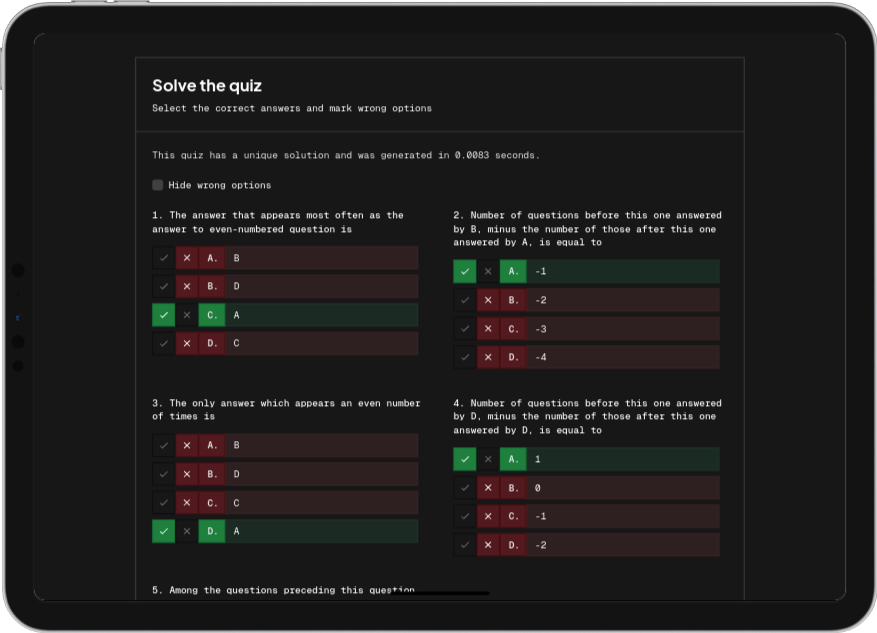 Solve the quiz
Select the correct answers and mark wrong options
This quiz has a unique solution and was generated in 0.0083 seconds.
Hide wrong options
1. The answer that appears most often as the
answer to even-numbered question is
A. B
B. D
C. A
D. C
2. Number of questions before this one answered
by B, minus the number of those after this one
answered by A, is equal to
A. -1
B. -2
C. -3
D. -4
3. The only answer which appears an even number
of times is
A. B
B. D
C. C
D. A
4. Number of questions before this one answered
by D, minus the number of those after this one
answered by D, is equal to
A. 1
B. 0
C. -1
D. -2
5. Among the questions preceding this question